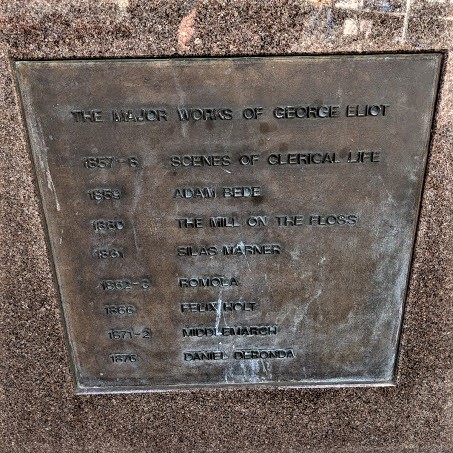 THE MAJOR WORKS OF GEORGE ELIOT
1857-8 SCENES OF CLERICAL LIFE
1859 ADAM BEDE
1860 THE MILL ON THE FLOSS
1861 SILAS MARNER
1862-3 ROMOLA
1866 FELIX HOLT
1871-2 MIDDLEMARCH
1876 DANIEL DERONDA